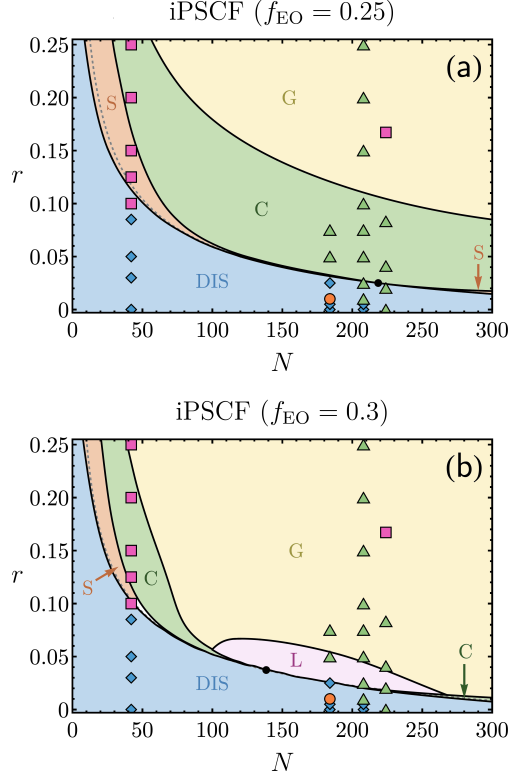 iPSCF (f_EO = 0.25)
(a)
r
0.25
0.20
0.15
0.10
0.05
0
S
G
C
DIS
S
0 50 100 150 200 250 300
N
iPSCF (f_EO = 0.3)
(b)
r
0.25
0.20
0.15
0.10
0.05
0
G
S
C
L
C
DIS
0 50 100 150 200 250 300
N